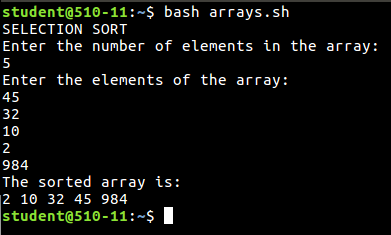 student@510-11:~$ bash arrays.sh
SELECTION SORT
Enter the number of elements in the array:
5
Enter the elements of the array:
45
32
10
2
984
The sorted array is:
2 10 32 45 984
student@510-11:~$